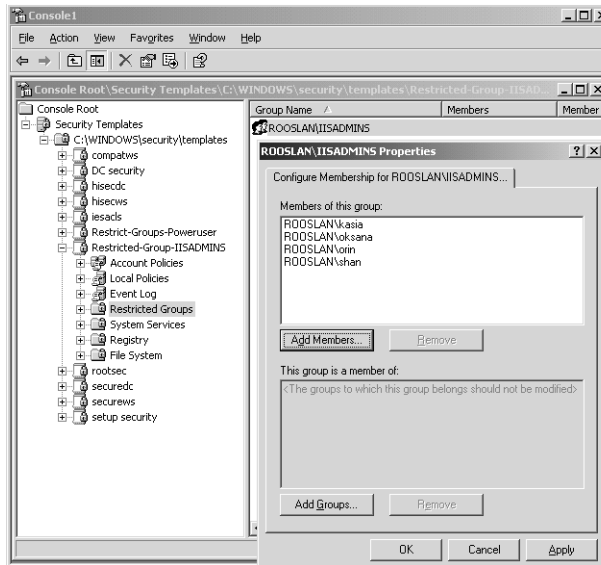 Console1
File Action View Favorites Window Help
Console Root\Security Templates\C:\WINDOWS\security\templates\Restricted-Group-IISAD...
Console Root
Security Templates
C:\WINDOWS\security\templates
compatws
DC security
hisecdc
hisecws
iesacls
Restrict-Groups-Poweruser
Restricted-Group-IISADMINS
Account Policies
Local Policies
Event Log
Restricted Groups
System Services
Registry
File System
rootsec
securedc
securews
setup security
Group Name Members Member
ROOSLAN\IISADMINS
ROOSLAN\IISADMINS Properties
Configure Membership for ROOSLAN\IISADMINS...
Members of this group:
ROOSLAN\kasia
ROOSLAN\oksana
ROOSLAN\orin
ROOSLAN\shan
Add Members... Remove
This group is a member of:
<The groups to which this group belongs should not be modified>
Add Groups... Remove
OK Cancel Apply